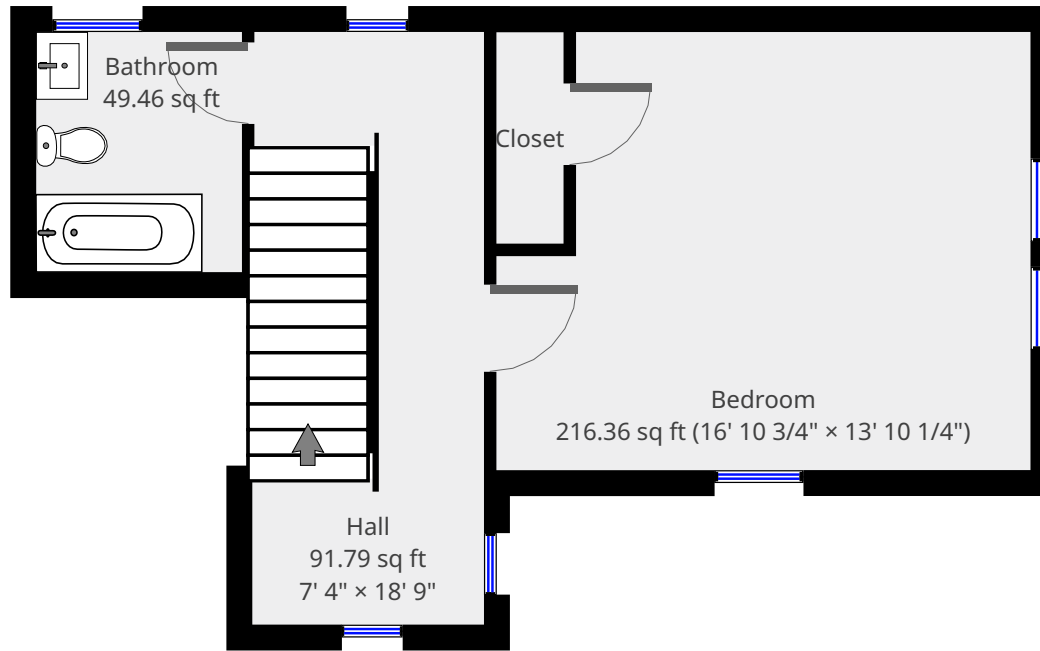 Bathroom
49.46 sq ft
Closet
Bedroom
216.36 sq ft (16' 10 3/4" × 13' 10 1/4")
Hall
91.79 sq ft
7' 4" × 18' 9"